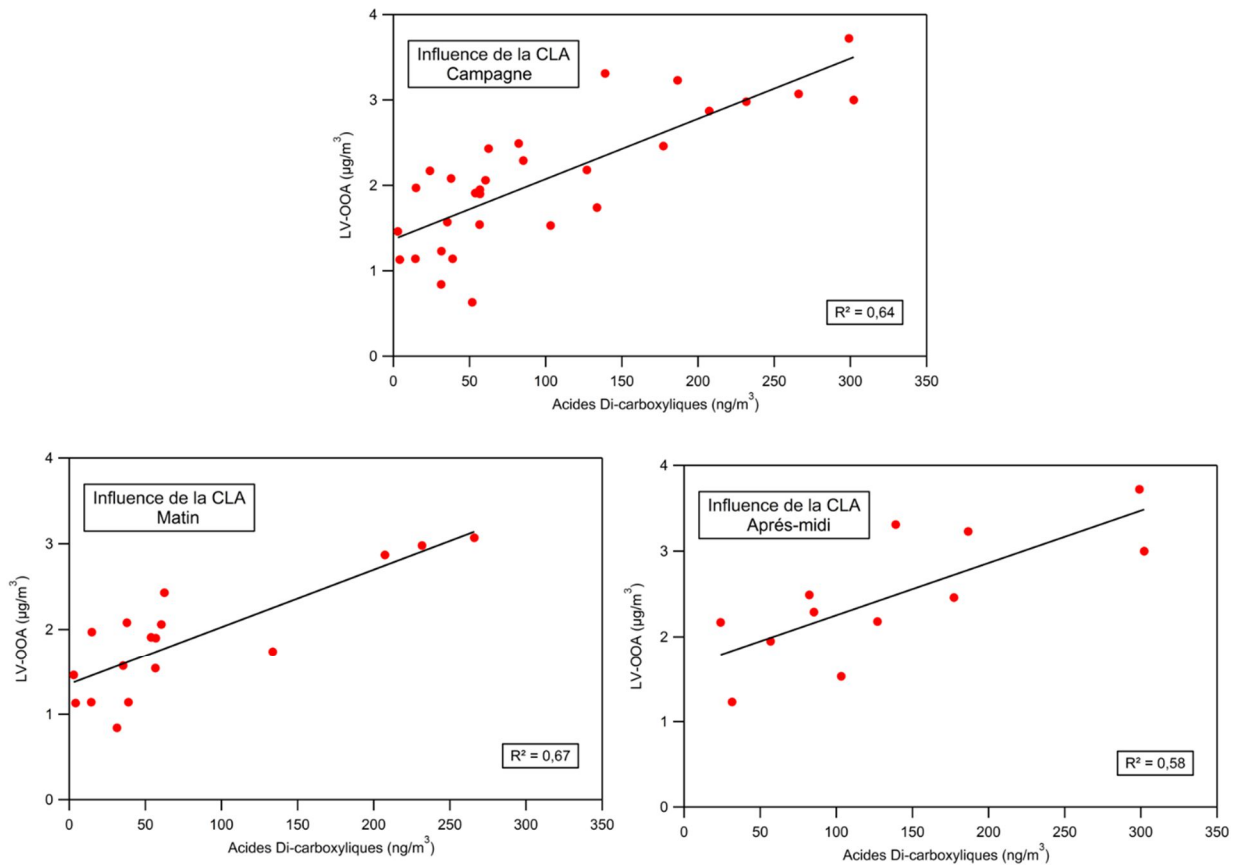 Influence de la CLA
Campagne
LV-OOA (µg/m³)
4
3
2
1
0
R² = 0,64
0 50 100 150 200 250 300 350
Acides Di-carboxyliques (ng/m³)
Influence de la CLA
Matin
LV-OOA (µg/m³)
4
3
2
1
0
R² = 0,67
0 50 100 150 200 250 300 350
Acides Di-carboxyliques (ng/m³)
Influence de la CLA
Aprés-midi
LV-OOA (µg/m³)
4
3
2
1
0
R² = 0,58
0 50 100 150 200 250 300 350
Acides Di-carboxyliques (ng/m³)